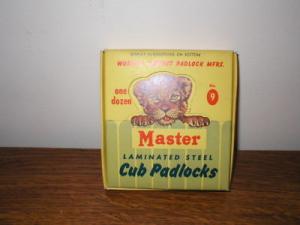 WORLD'S LARGEST PADLOCK MFRS.
one
dozen
No.
9
Master
LAMINATED STEEL
Cub Padlocks